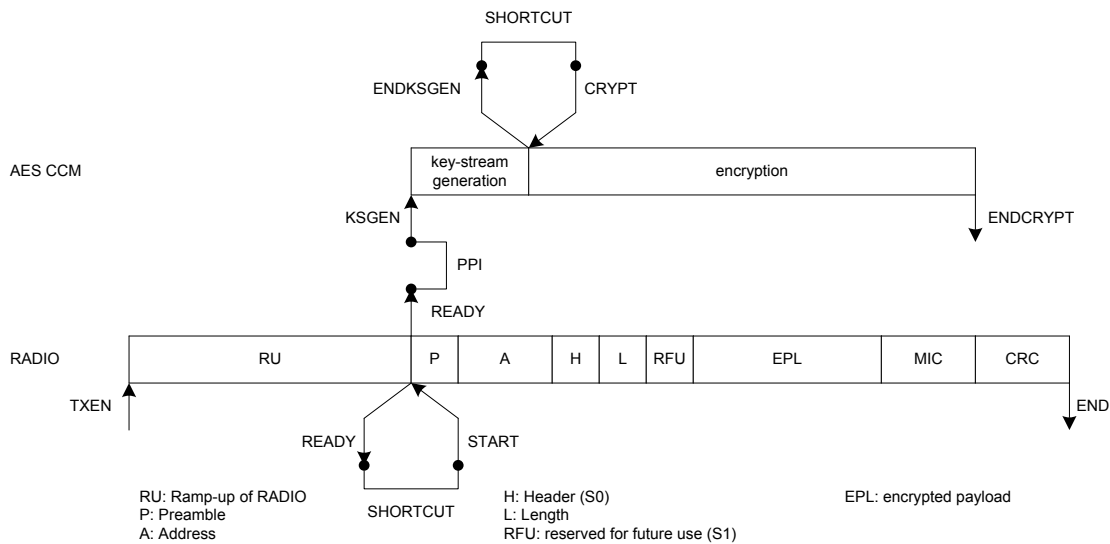 SHORTCUT
ENDKSGEN
CRYPT
AES CCM
key-stream
generation
encryption
KSGEN
ENDCRYPT
PPI
READY
RADIO
RU
P
A
H
L
RFU
EPL
MIC
CRC
TXEN
END
READY
START
SHORTCUT
RU: Ramp-up of RADIO
P: Preamble
A: Address
H: Header (S0)
L: Length
RFU: reserved for future use (S1)
EPL: encrypted payload